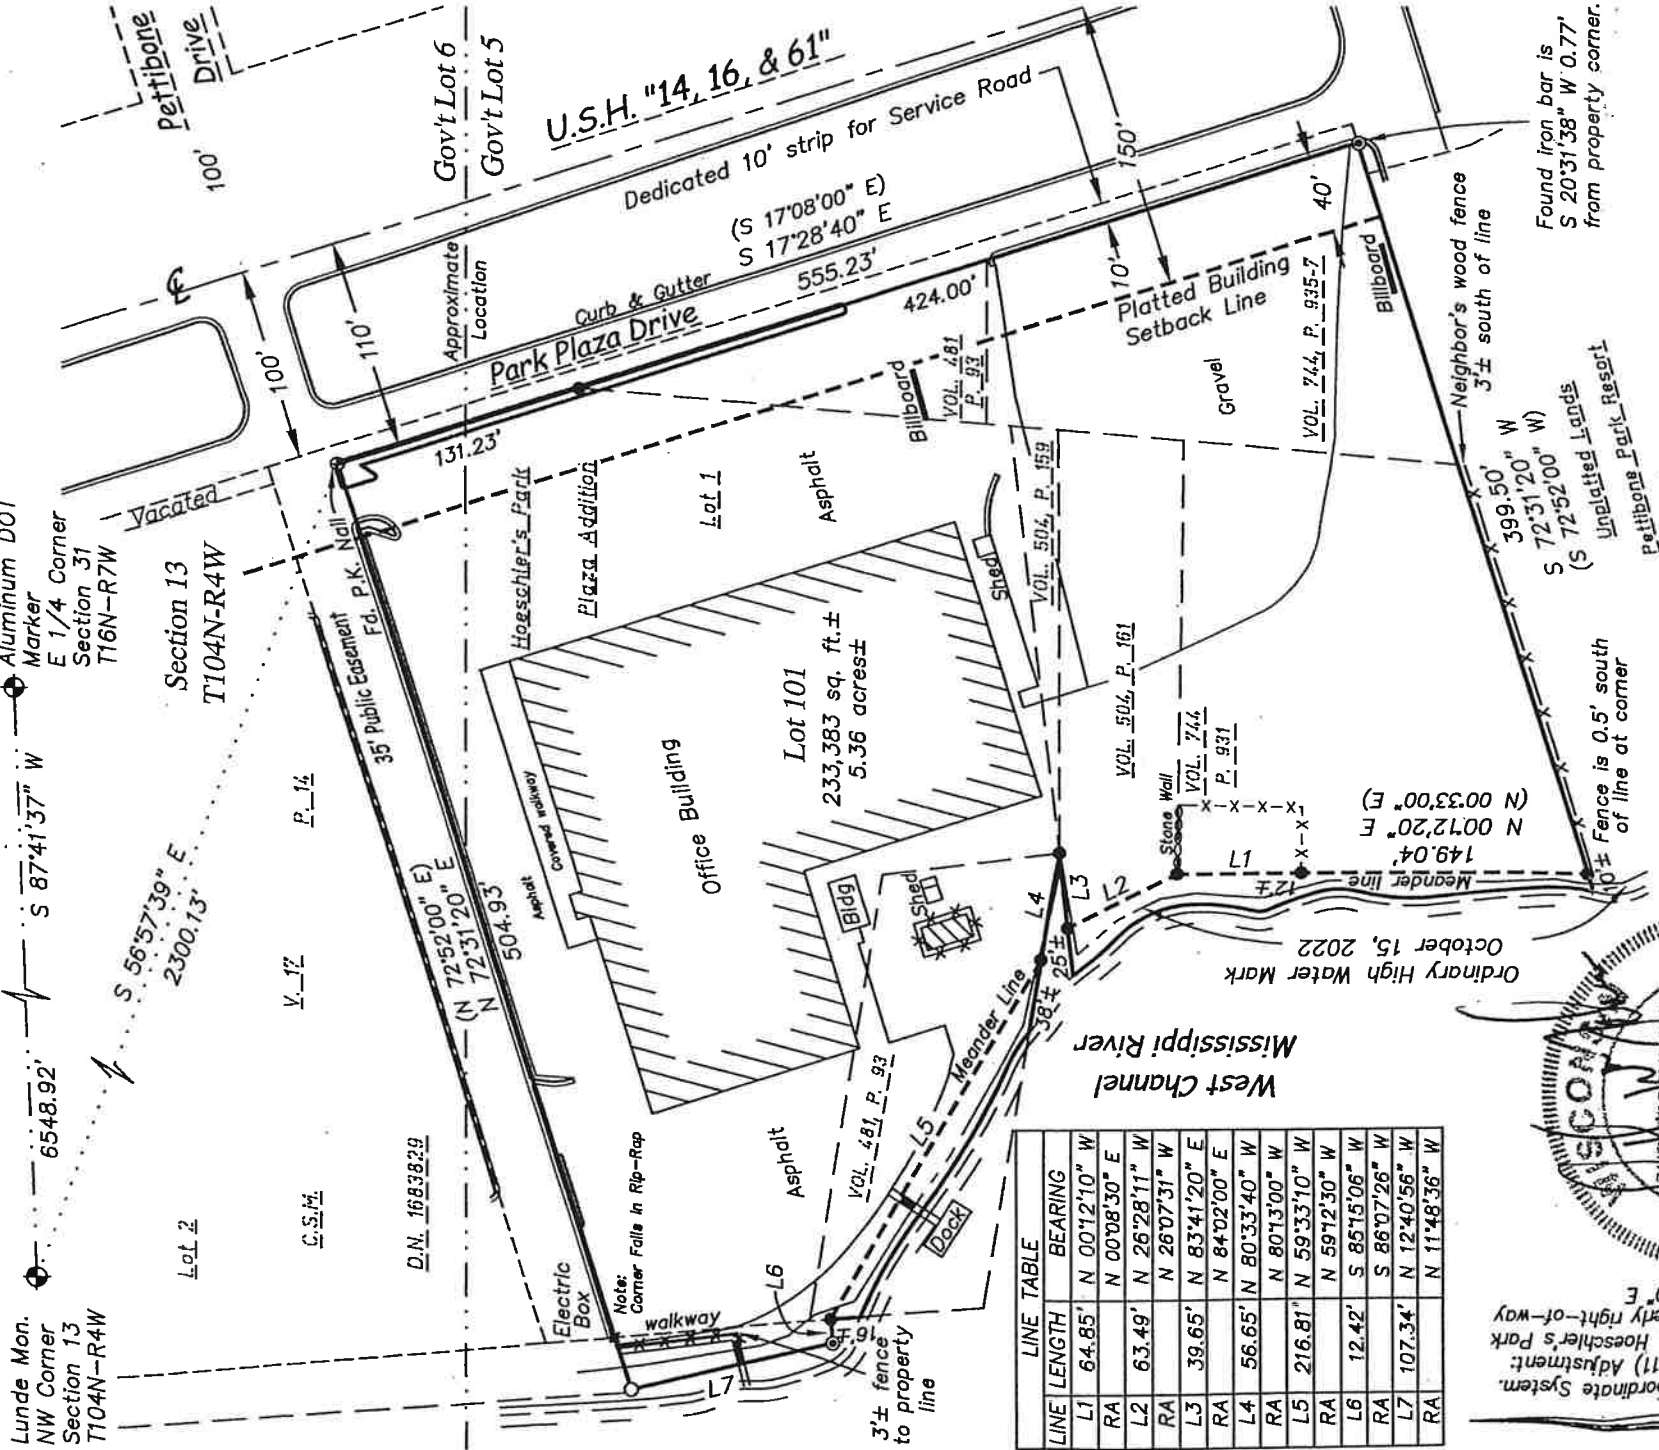 Lunde Mon.
NW Corner
Section 13
T104N-R4W
6548.92'
S 87°41'37" W
Aluminum DOT
Marker
E 1/4 Corner
Section 31
T16N-R7W
S 56°57'39" E
2300.13'
Section 13
T104N-R4W
Vacated
Pettibone
Drive
100'
100'
110'
Gov't Lot 6
Gov't Lot 5
Approximate
Location
U.S.H. "14, 16, & 61"
Dedicated 10' strip for Service Road
150'
Curb & Gutter
Park Plaza Drive
(S 17°08'00" E)
S 17°28'40" E
555.23'
424.00'
131.23'
10'
40'
Platted Building
Setback Line
Billboard
Billboard
VOL. 481
P. 93
Gravel
VOL. 744, P. 935-7
Found iron bar is
S 20°31'38" W 0.77'
from property corner.
Neighbor's wood fence
3'± south of line
399.50'
S 72°31'20" W
(S 72°52'00" W)
Unplatted Lands
Pettibone Park Resort
Fence is 0.5' south
of line at corner
10'±
Lot 2
C.S.M.
D.N. 1683829
V. 17
P. 14
35' Public Easement
Fd. P.K. Nail
(N 72°52'00" E)
N 72°31'20" E
504.93'
Hoeschler's Park
Plaza Addition
Lot 1
Asphalt
Asphalt
Covered walkway
Office Building
Lot 101
233,383 sq. ft.±
5.36 acres±
Shed
VOL. 504, P. 159
VOL. 504, P. 161
VOL. 744
P. 931
Stone Wall
L1
12'±
Meander line
149.04'
N 00°12'20" E
(N 00°33'00" E)
L2
L3
L4
25'±
38'±
Bldg
Shed
Meander Line
L5
VOL. 481, P. 93
Asphalt
Dock
L6
16'±
Electric
Box
Note:
Corner Falls in Rip-Rap
walkway
L7
3'± fence
to property
line
West Channel
Mississippi River
Ordinary High Water Mark
October 15, 2022
LINE TABLE
LINE LENGTH BEARING
L1 64.85' N 00°12'10" W
RA N 00°08'30" E
L2 63.49' N 26°28'11" W
RA N 26°07'31" W
L3 39.65' N 83°41'20" E
RA N 84°02'00" E
L4 56.65' N 80°33'40" W
RA N 80°13'00" W
L5 216.81" N 59°33'10" W
RA N 59°12'30" W
L6 12.42' S 85°15'06" W
RA S 86°07'26" W
L7 107.34' N 12°40'56" W
RA N 11°48'36" W
ordinate System.
11) Adjustment:
Hoeschler's Park
erly right-of-way
0" E
SCONS